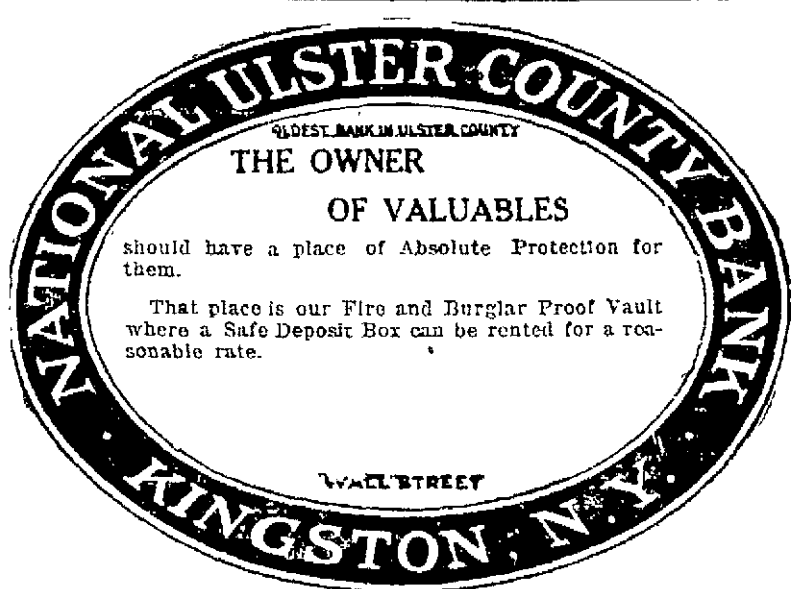 NATIONAL ULSTER COUNTY BANK
OLDEST BANK IN ULSTER COUNTY
THE OWNER
OF VALUABLES
should have a place of Absolute Protection for
them.
That place is our Fire and Burglar Proof Vault
where a Safe Deposit Box can be rented for a rea-
sonable rate.
WALL STREET
· KINGSTON, N.Y. ·